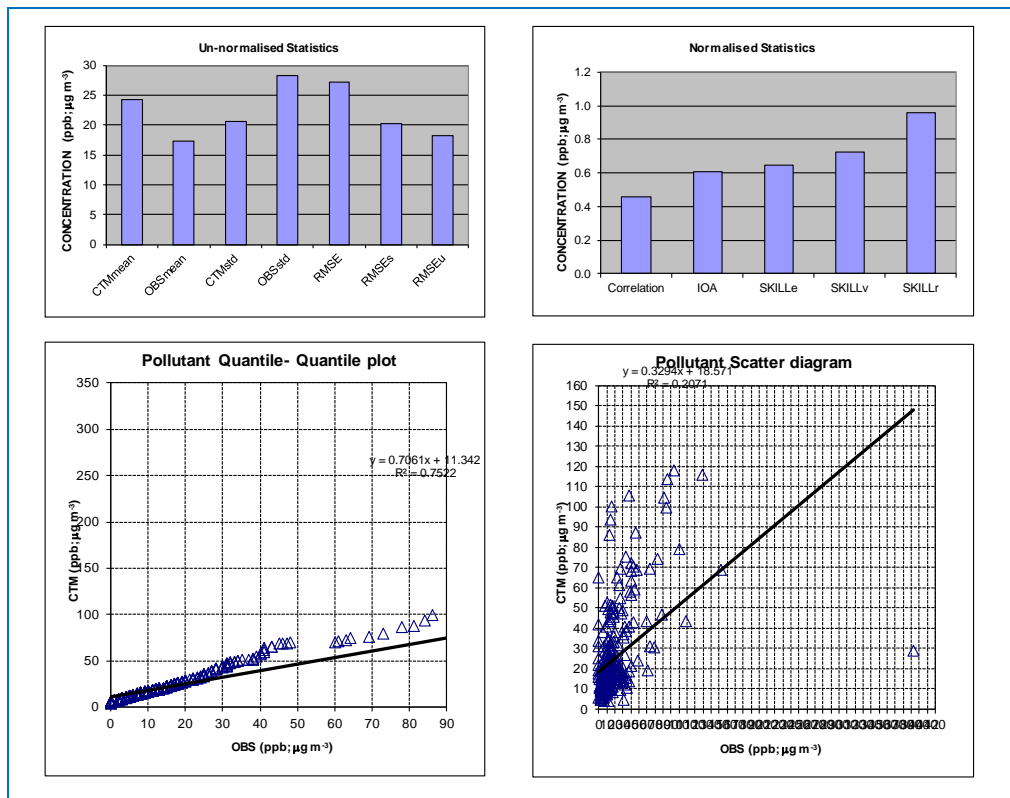 Un-normalised Statistics
CONCENTRATION (ppb; µg m⁻³)
30
25
20
15
10
5
0
CTMmean
OBSmean
CTMstd
OBSstd
RMSE
RMSEs
RMSEu
Normalised Statistics
CONCENTRATION (ppb; µg m⁻³)
1.2
1.0
0.8
0.6
0.4
0.2
0.0
Correlation IOA SKILLe SKILLv SKILLr
Pollutant Quantile- Quantile plot
CTM (ppb; µg m⁻³)
350
300
250
200
150
100
50
0
y = 0.7061x + 11.342
R² = 0.7522
0 10 20 30 40 50 60 70 80 90
OBS (ppb; µg m⁻³)
Pollutant Scatter diagram
y = 0.3294x + 18.571
R² = 0.2071
CTM (ppb; µg m⁻³)
160
150
140
130
120
110
100
90
80
70
60
50
40
30
20
10
0
OBS (ppb; µg m⁻³)